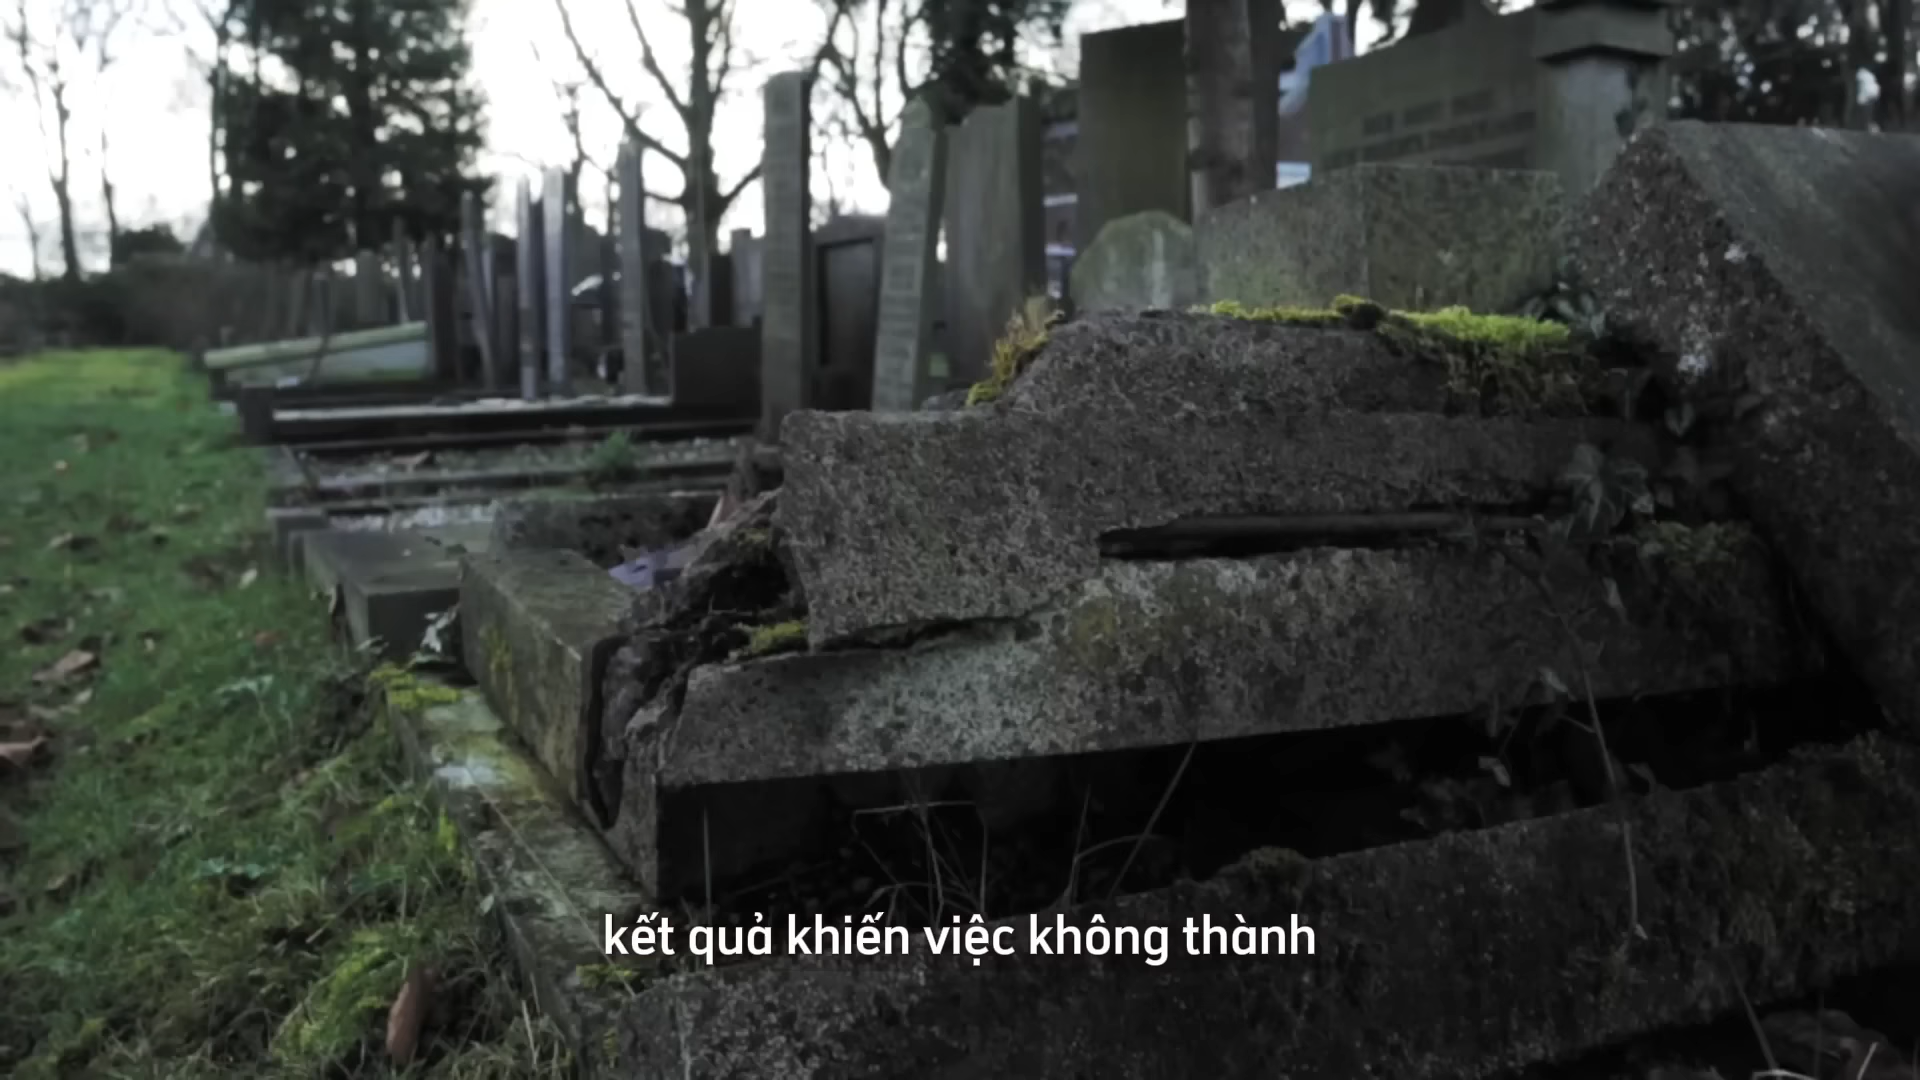 kết quả khiến việc không thành